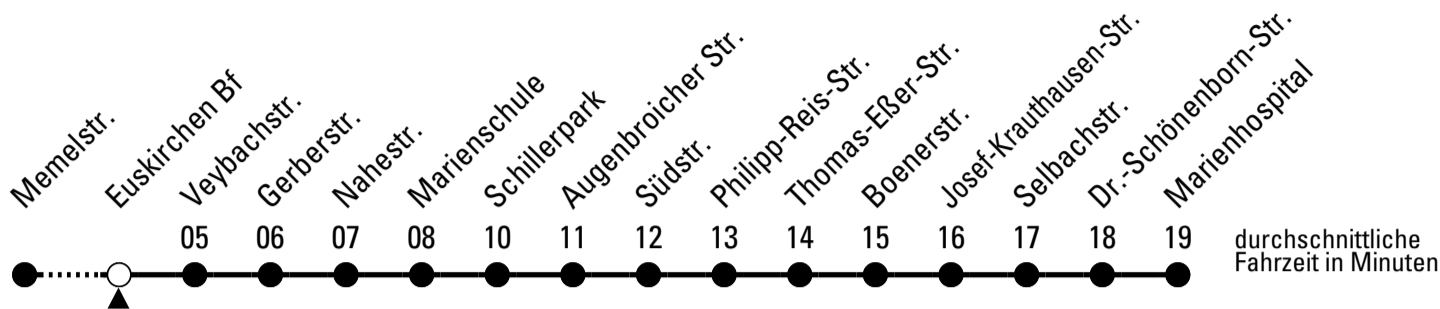 Memelstr.
Euskirchen Bf
Veybachstr.
Gerberstr.
Nahestr.
Marienschule
Schillerpark
Augenbroicher Str.
Südstr.
Philipp-Reis-Str.
Thomas-Eßer-Str.
Boenerstr.
Josef-Krauthausen-Str.
Selbachstr.
Dr.-Schönenborn-Str.
Marienhospital
05 06 07 08 10 11 12 13 14 15 16 17 18 19
durchschnittliche
Fahrzeit in Minuten